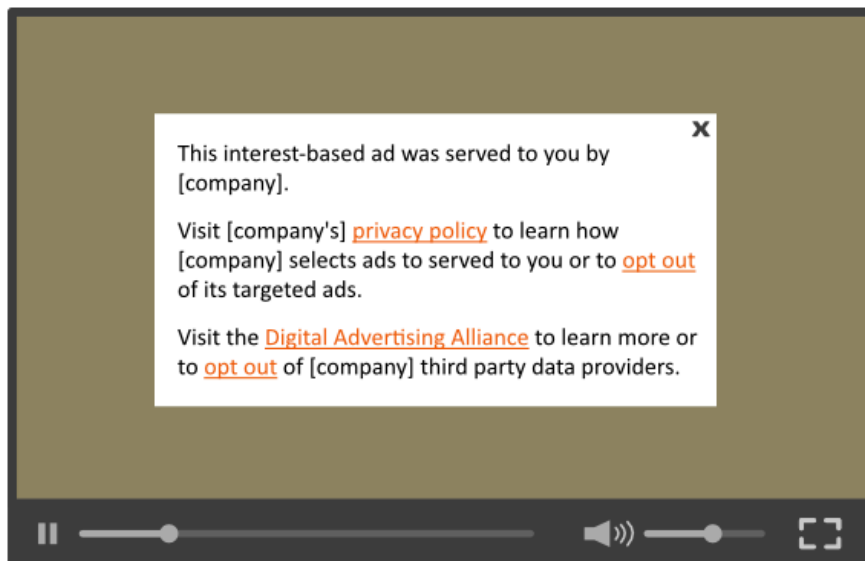 x
This interest-based ad was served to you by
[company].
Visit [company's] privacy policy to learn how
[company] selects ads to served to you or to opt out
of its targeted ads.
Visit the Digital Advertising Alliance to learn more or
to opt out of [company] third party data providers.